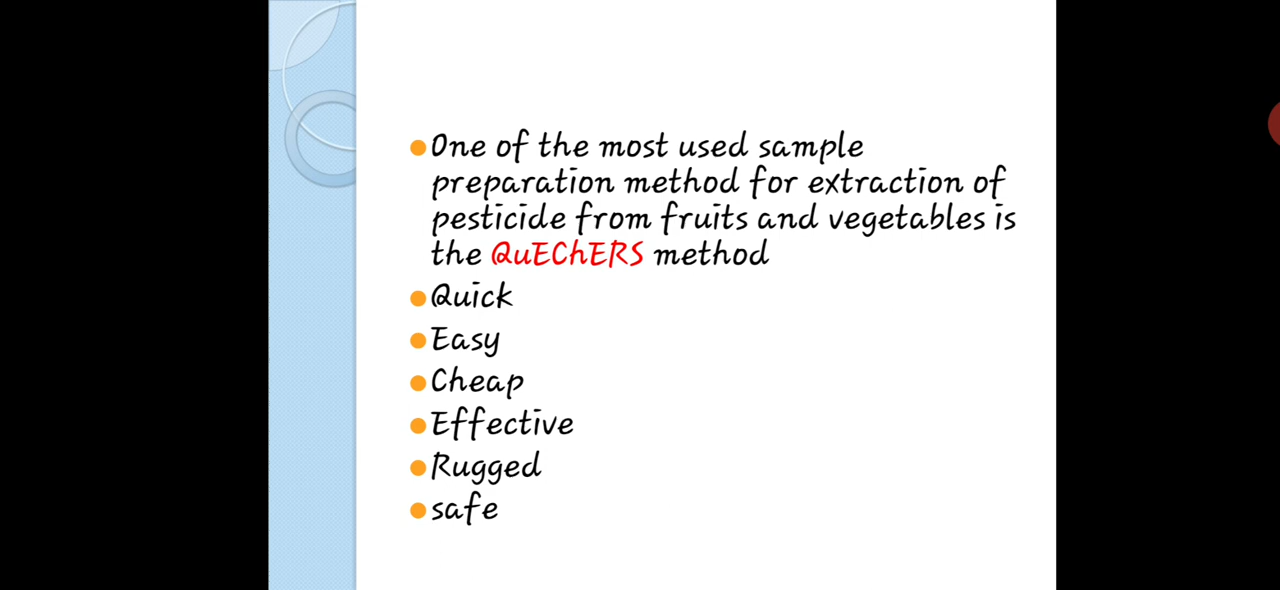 One of the most used sample
preparation method for extraction of
pesticide from fruits and vegetables is
the QuEChERS method
Quick
Easy
Cheap
Effective
Rugged
safe